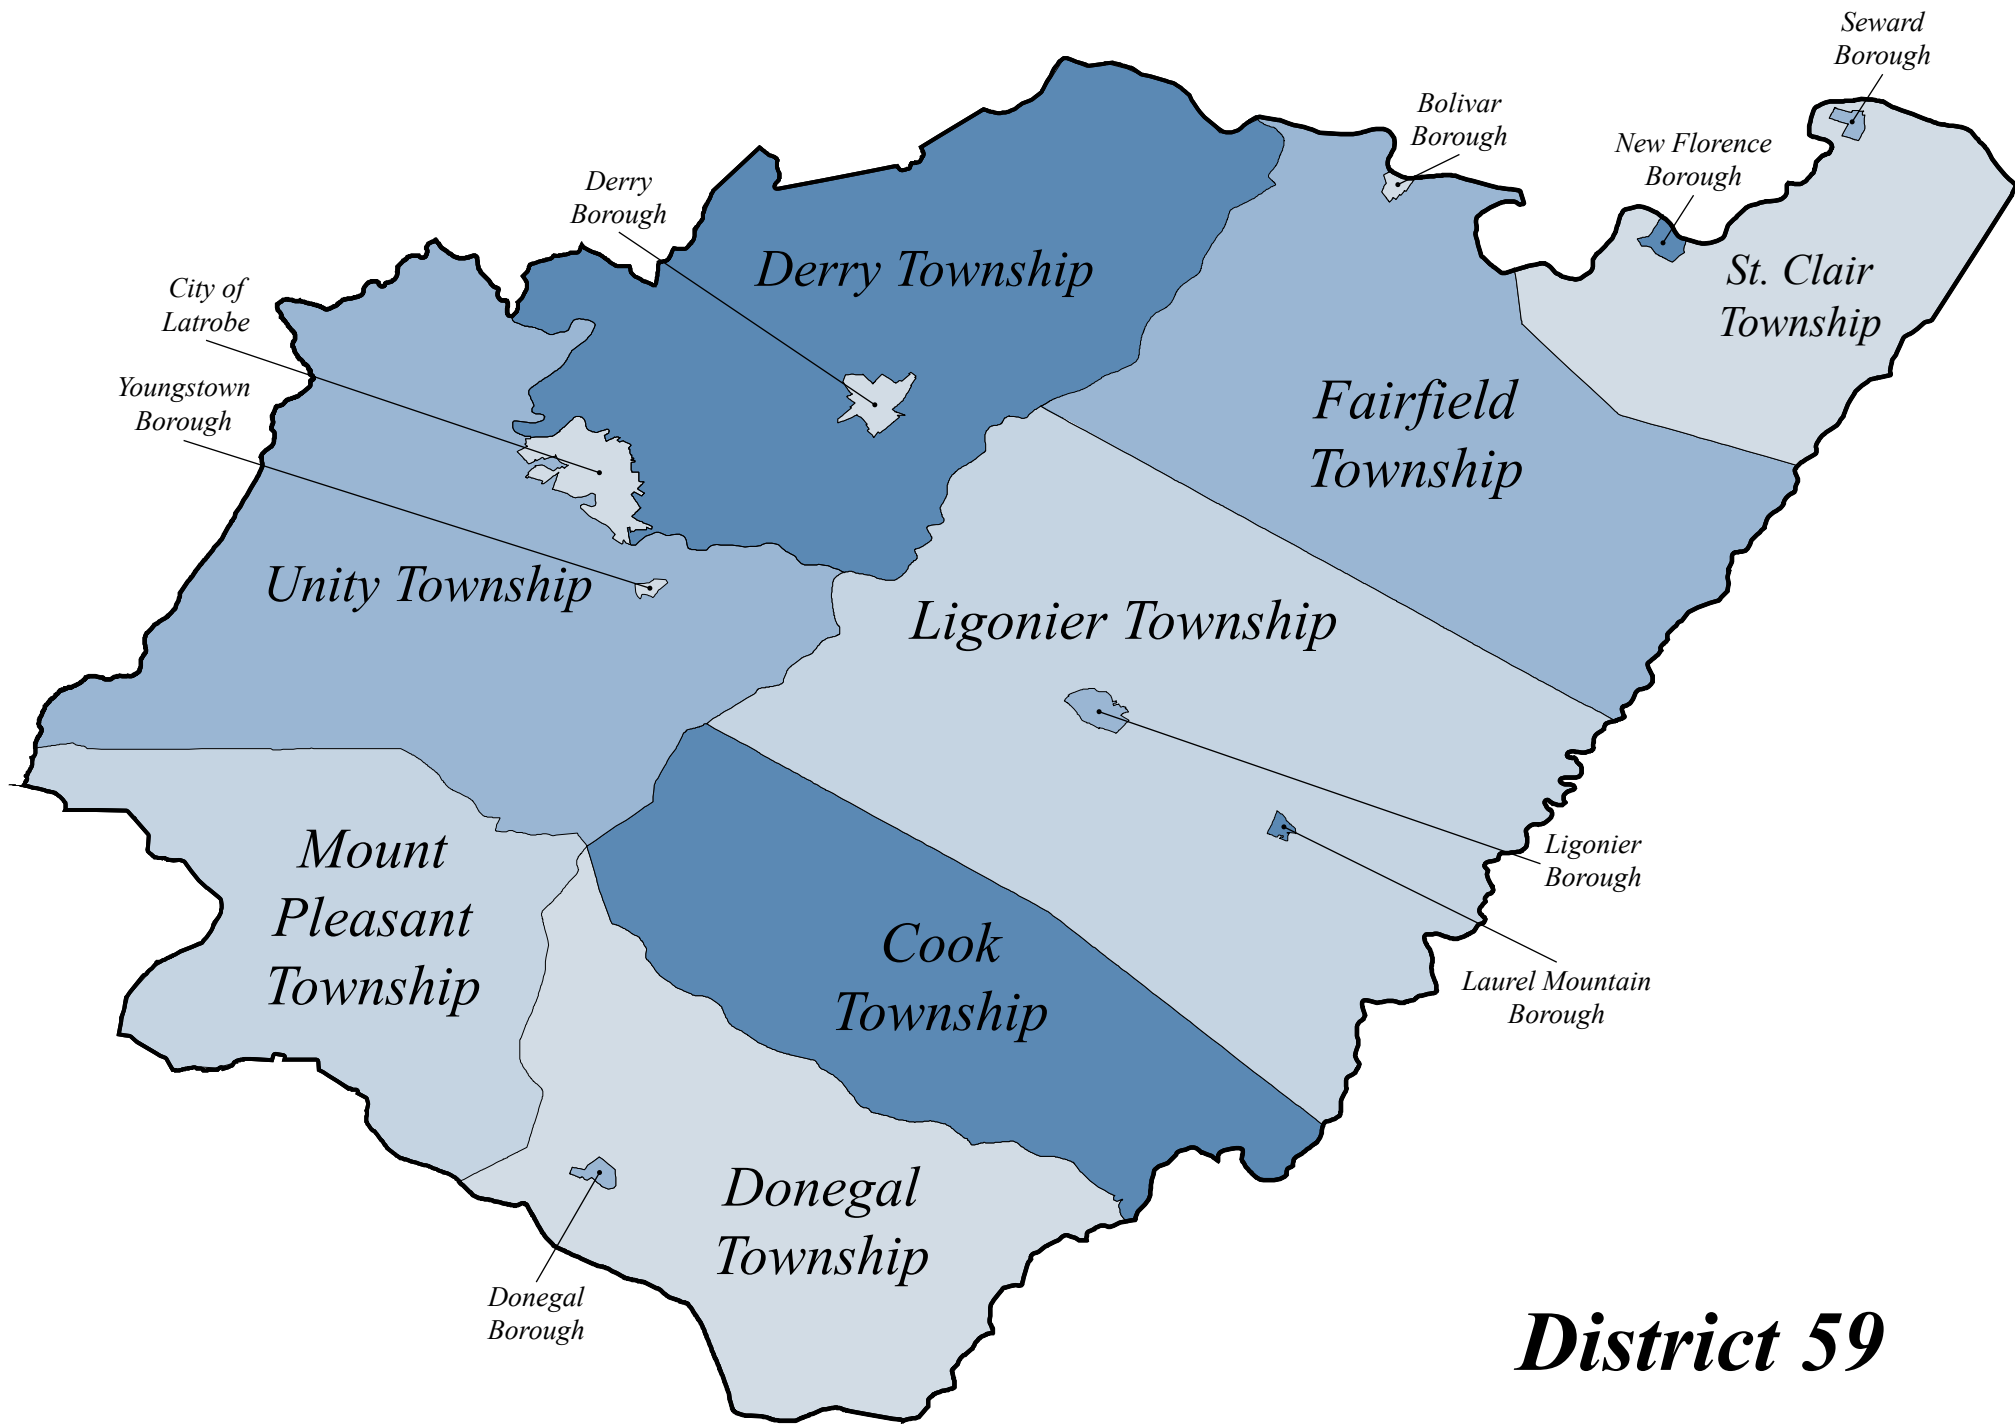 Seward
Borough
Bolivar
Borough
New Florence
Borough
Derry
Borough
Derry Township
St. Clair
Township
City of
Latrobe
Youngstown
Borough
Fairfield
Township
Unity Township
Ligonier Township
Mount
Pleasant
Township
Ligonier
Borough
Cook
Township
Laurel Mountain
Borough
Donegal
Township
Donegal
Borough
District 59